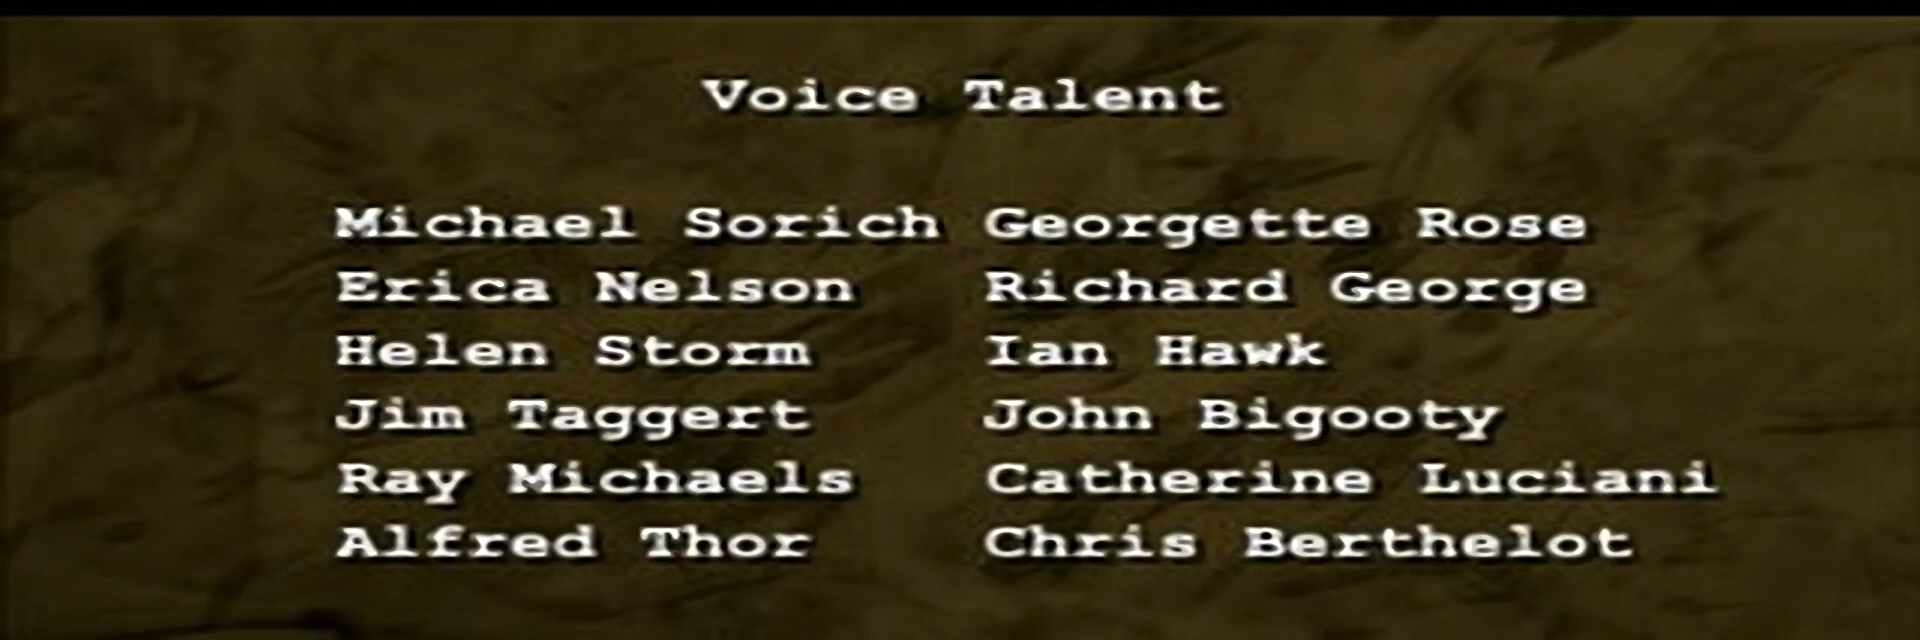 Voice Talent
Michael Sorich Georgette Rose
Erica Nelson Richard George
Helen Storm Ian Hawk
Jim Taggert John Bigooty
Ray Michaels Catherine Luciani
Alfred Thor Chris Berthelot